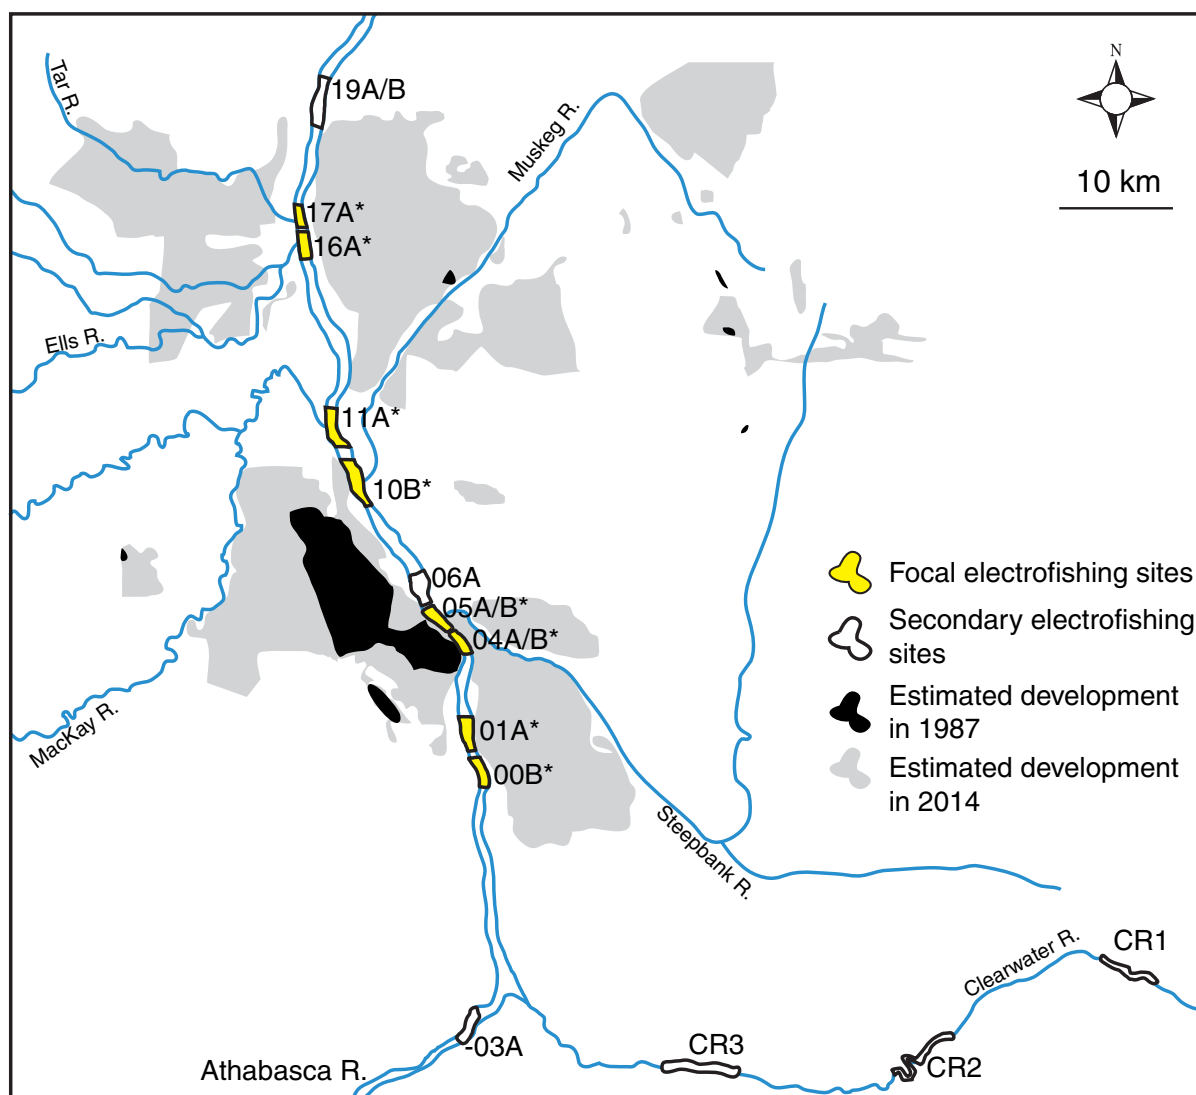 N
10 km
Tar R.
19A/B
Muskeg R.
17A*
16A*
Ells R.
11A*
10B*
06A
05A/B*
04A/B*
MacKay R.
01A*
00B*
Steepbank R.
Focal electrofishing sites
Secondary electrofishing
sites
Estimated development
in 1987
Estimated development
in 2014
Clearwater R.
CR1
CR2
CR3
-03A
Athabasca R.